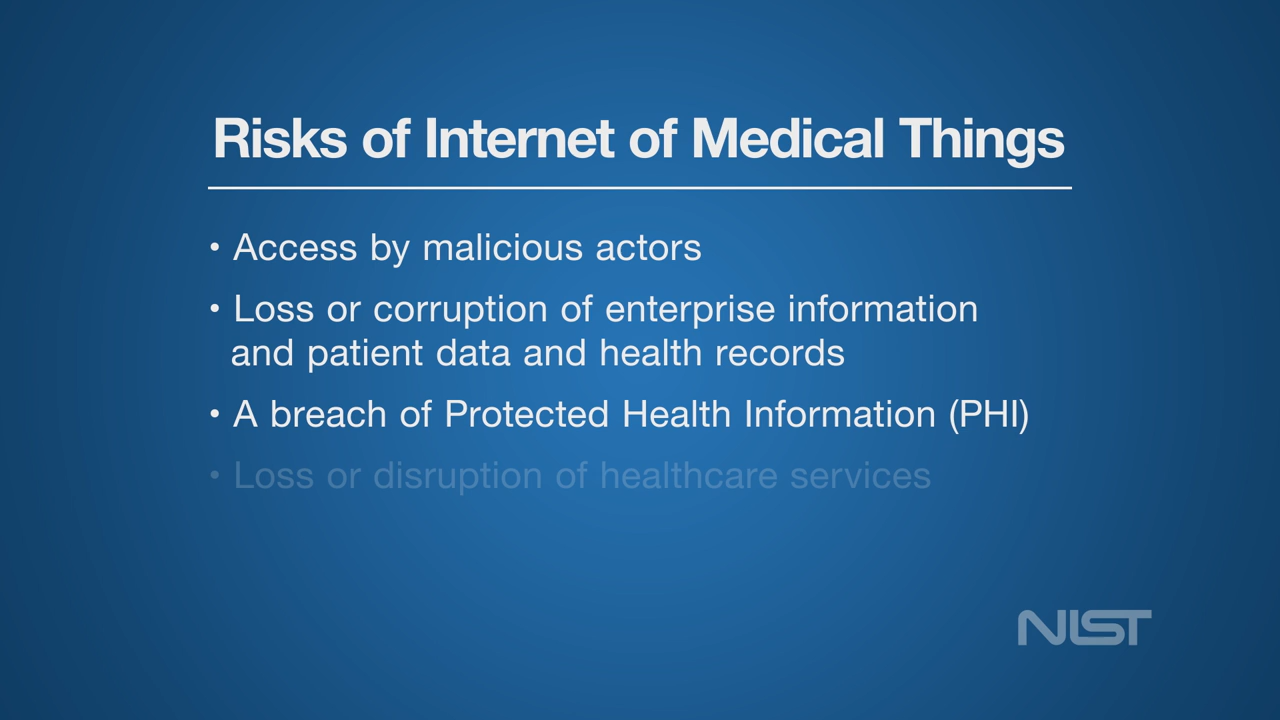 Risks of Internet of Medical Things
• Access by malicious actors
• Loss or corruption of enterprise information
and patient data and health records
• A breach of Protected Health Information (PHI)
• Loss or disruption of healthcare services
NIST